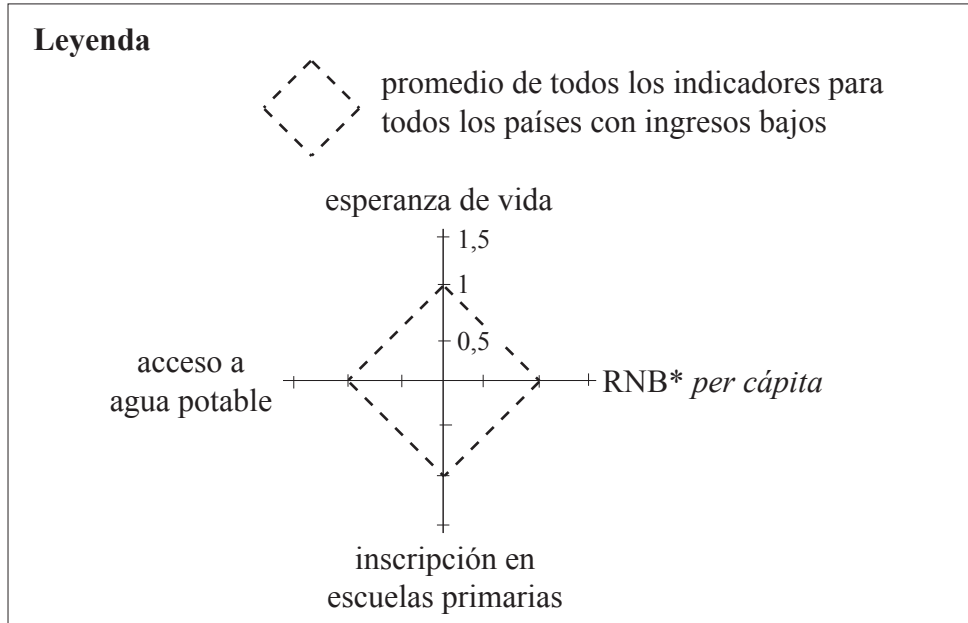 Leyenda
promedio de todos los indicadores para
todos los países con ingresos bajos
esperanza de vida
1,5
1
0,5
acceso a
agua potable
RNB* per cápita
inscripción en
escuelas primarias